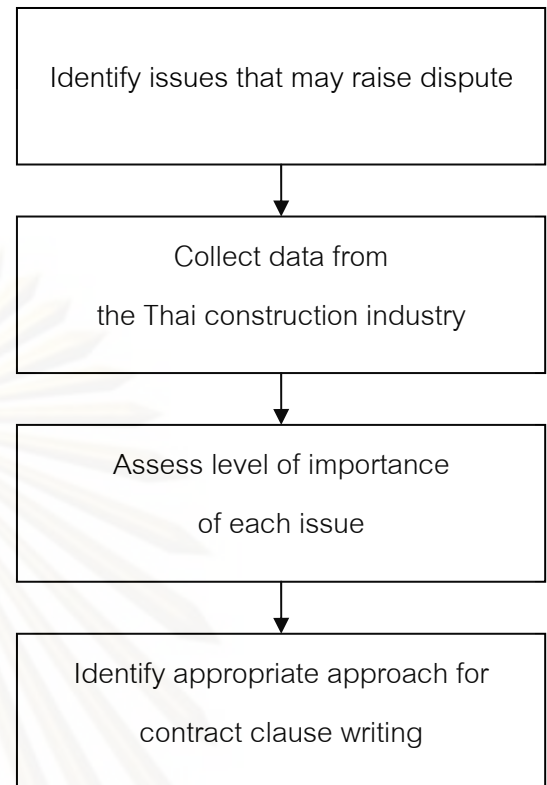 Identify issues that may raise dispute
Collect data from
the Thai construction industry
Assess level of importance
of each issue
Identify appropriate approach for
contract clause writing